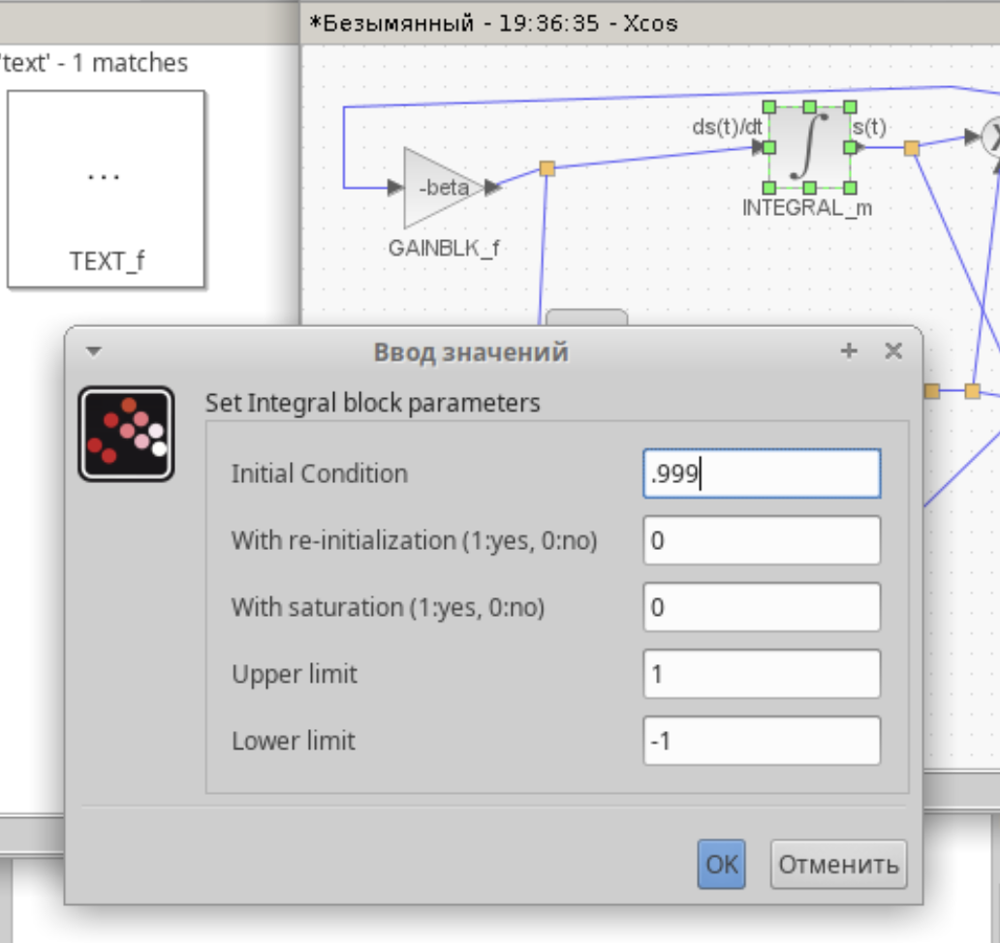 *Безымянный - 19:36:35 - Xcos
'text' - 1 matches
...
TEXT_f
ds(t)/dt
s(t)
∫
-beta
INTEGRAL_m
GAINBLK_f
Ввод значений
Set Integral block parameters
Initial Condition .999
With re-initialization (1:yes, 0:no) 0
With saturation (1:yes, 0:no) 0
Upper limit 1
Lower limit -1
OK Отменить